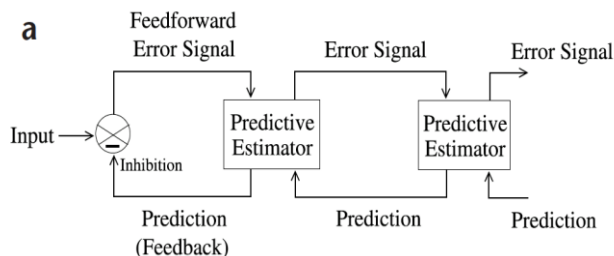 a
Feedforward
Error Signal
Error Signal
Error Signal
Input
Predictive
Estimator
Predictive
Estimator
Inhibition
Prediction
(Feedback)
Prediction
Prediction